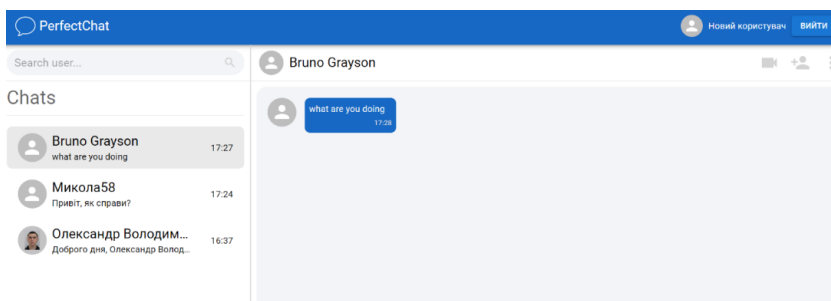 PerfectChat
Новий користувач
ВИЙТИ
Search user...
Bruno Grayson
Chats
Bruno Grayson
what are you doing
17:27
Микола58
Привіт, як справи?
17:24
Олександр Володим...
Доброго дня, Олександр Волод...
16:37
what are you doing
17:28